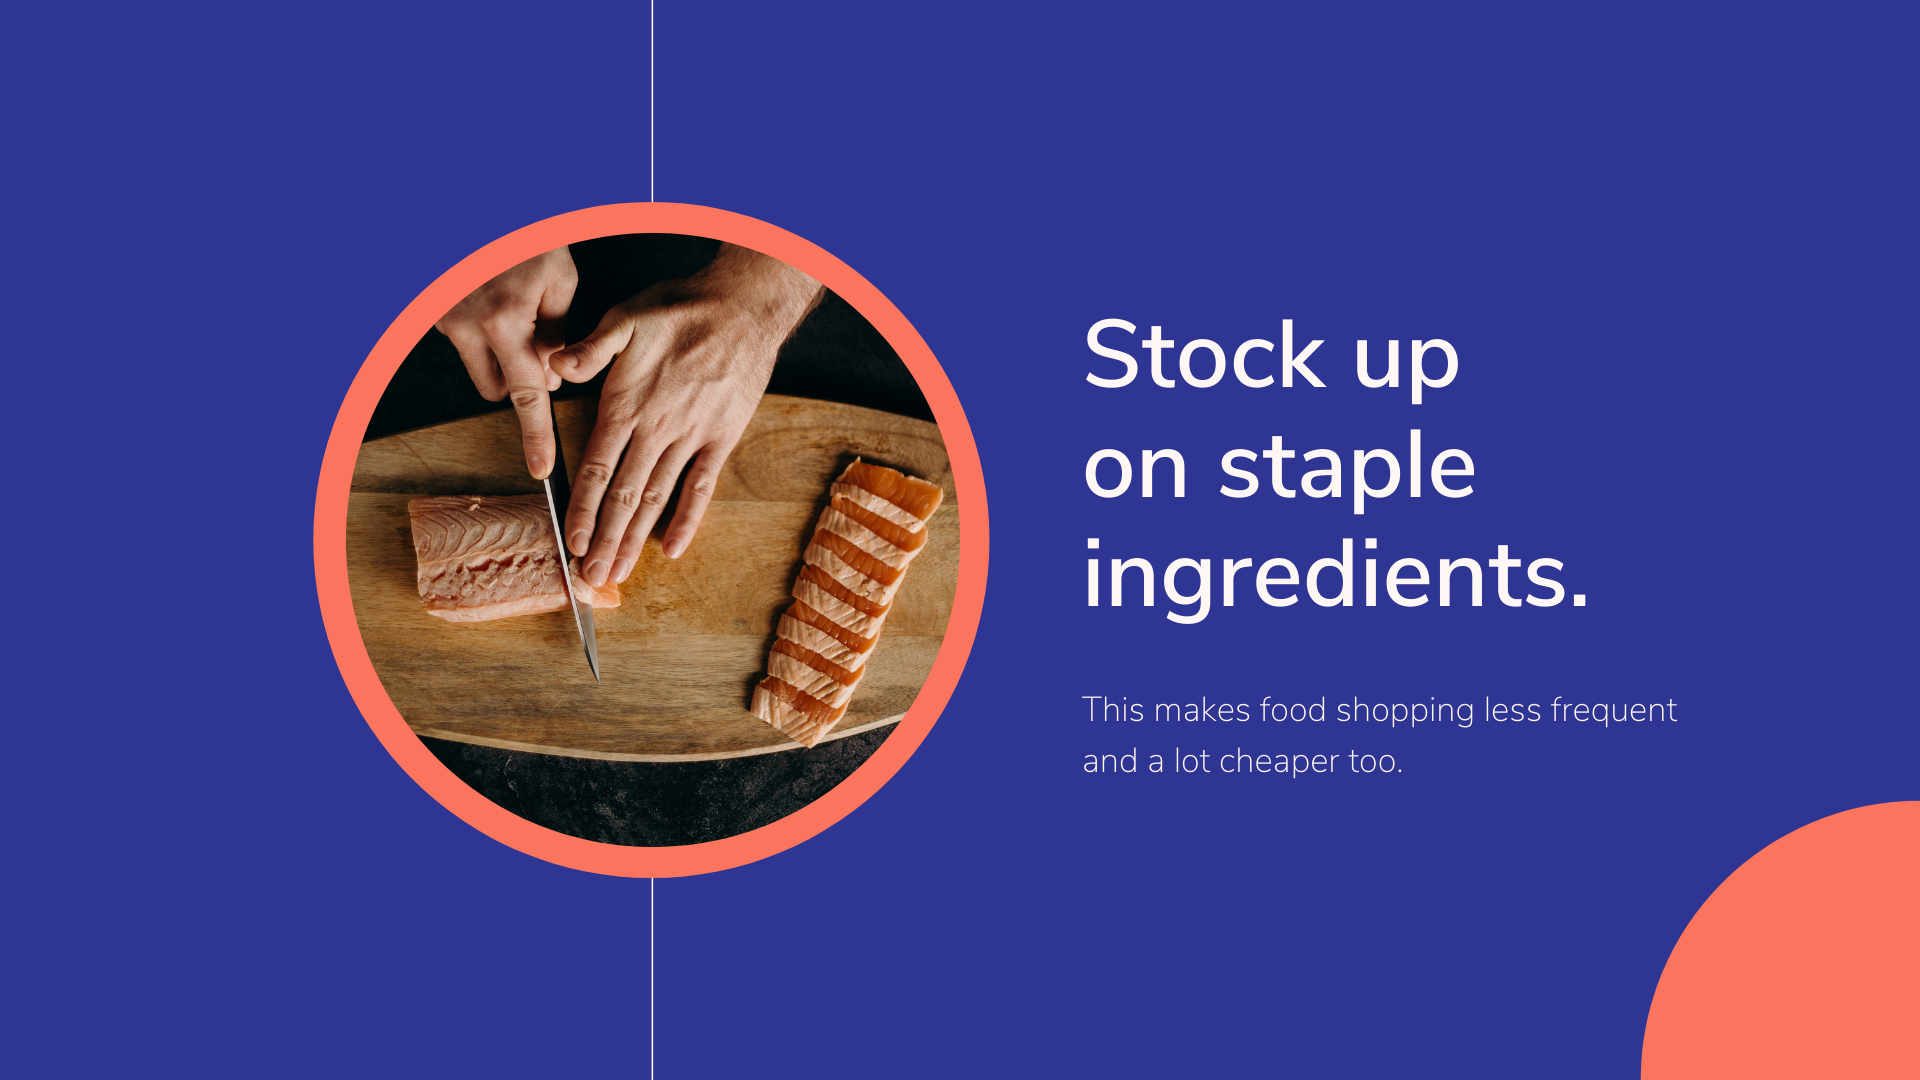 Stock up
on staple
ingredients.
This makes food shopping less frequent
and a lot cheaper too.